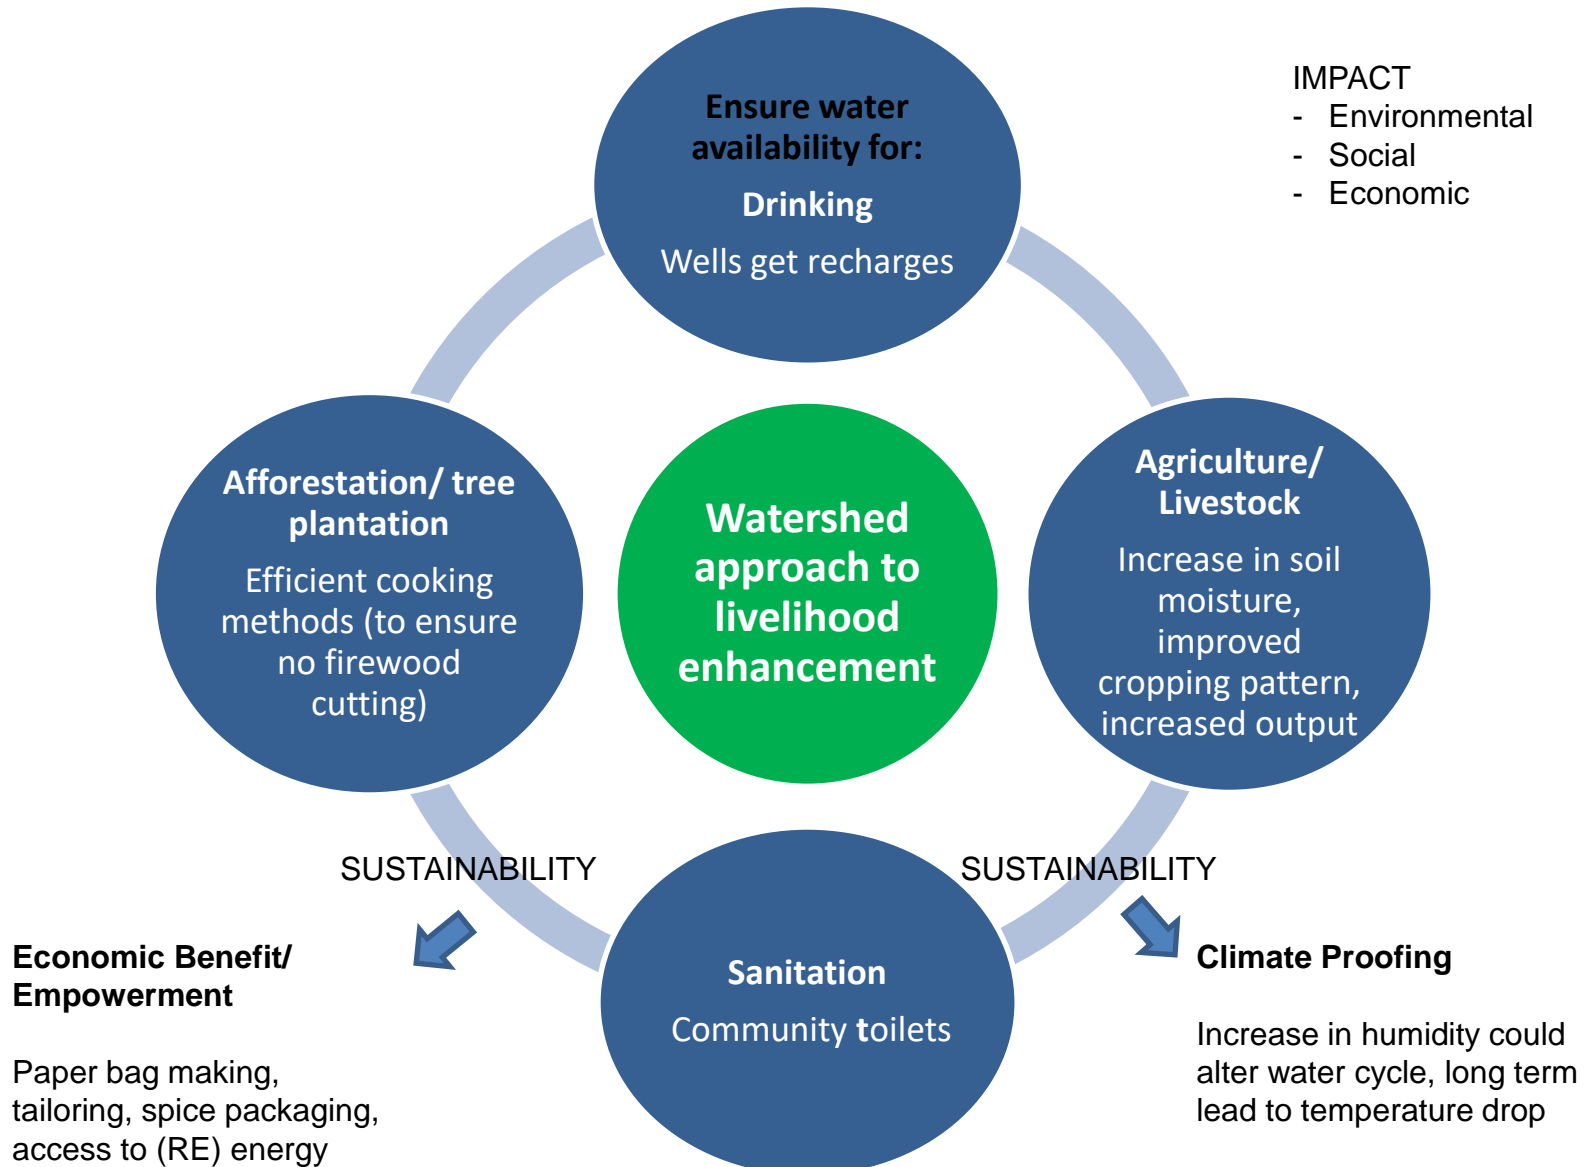 Ensure water
availability for:
Drinking
Wells get recharges
IMPACT
- Environmental
- Social
- Economic
Afforestation/ tree
plantation
Efficient cooking
methods (to ensure
no firewood
cutting)
Watershed
approach to
livelihood
enhancement
Agriculture/
Livestock
Increase in soil
moisture,
improved
cropping pattern,
increased output
SUSTAINABILITY
SUSTAINABILITY
Economic Benefit/
Empowerment
Paper bag making,
tailoring, spice packaging,
access to (RE) energy
Sanitation
Community toilets
Climate Proofing
Increase in humidity could
alter water cycle, long term
lead to temperature drop